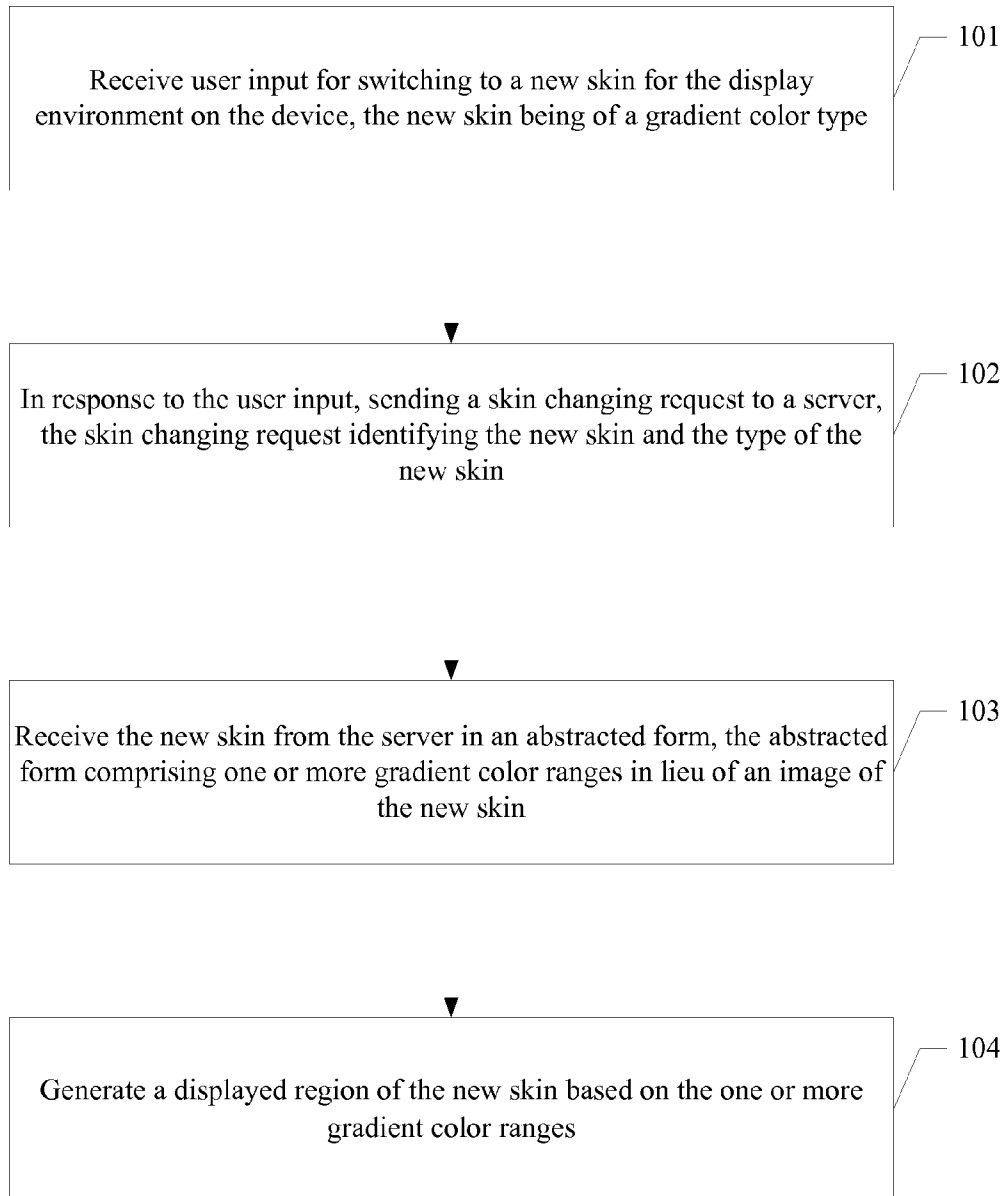 101
Receive user input for switching to a new skin for the display
environment on the device, the new skin being of a gradient color type
102
In response to the user input, sending a skin changing request to a server,
the skin changing request identifying the new skin and the type of the
new skin
103
Receive the new skin from the server in an abstracted form, the abstracted
form comprising one or more gradient color ranges in lieu of an image of
the new skin
104
Generate a displayed region of the new skin based on the one or more
gradient color ranges